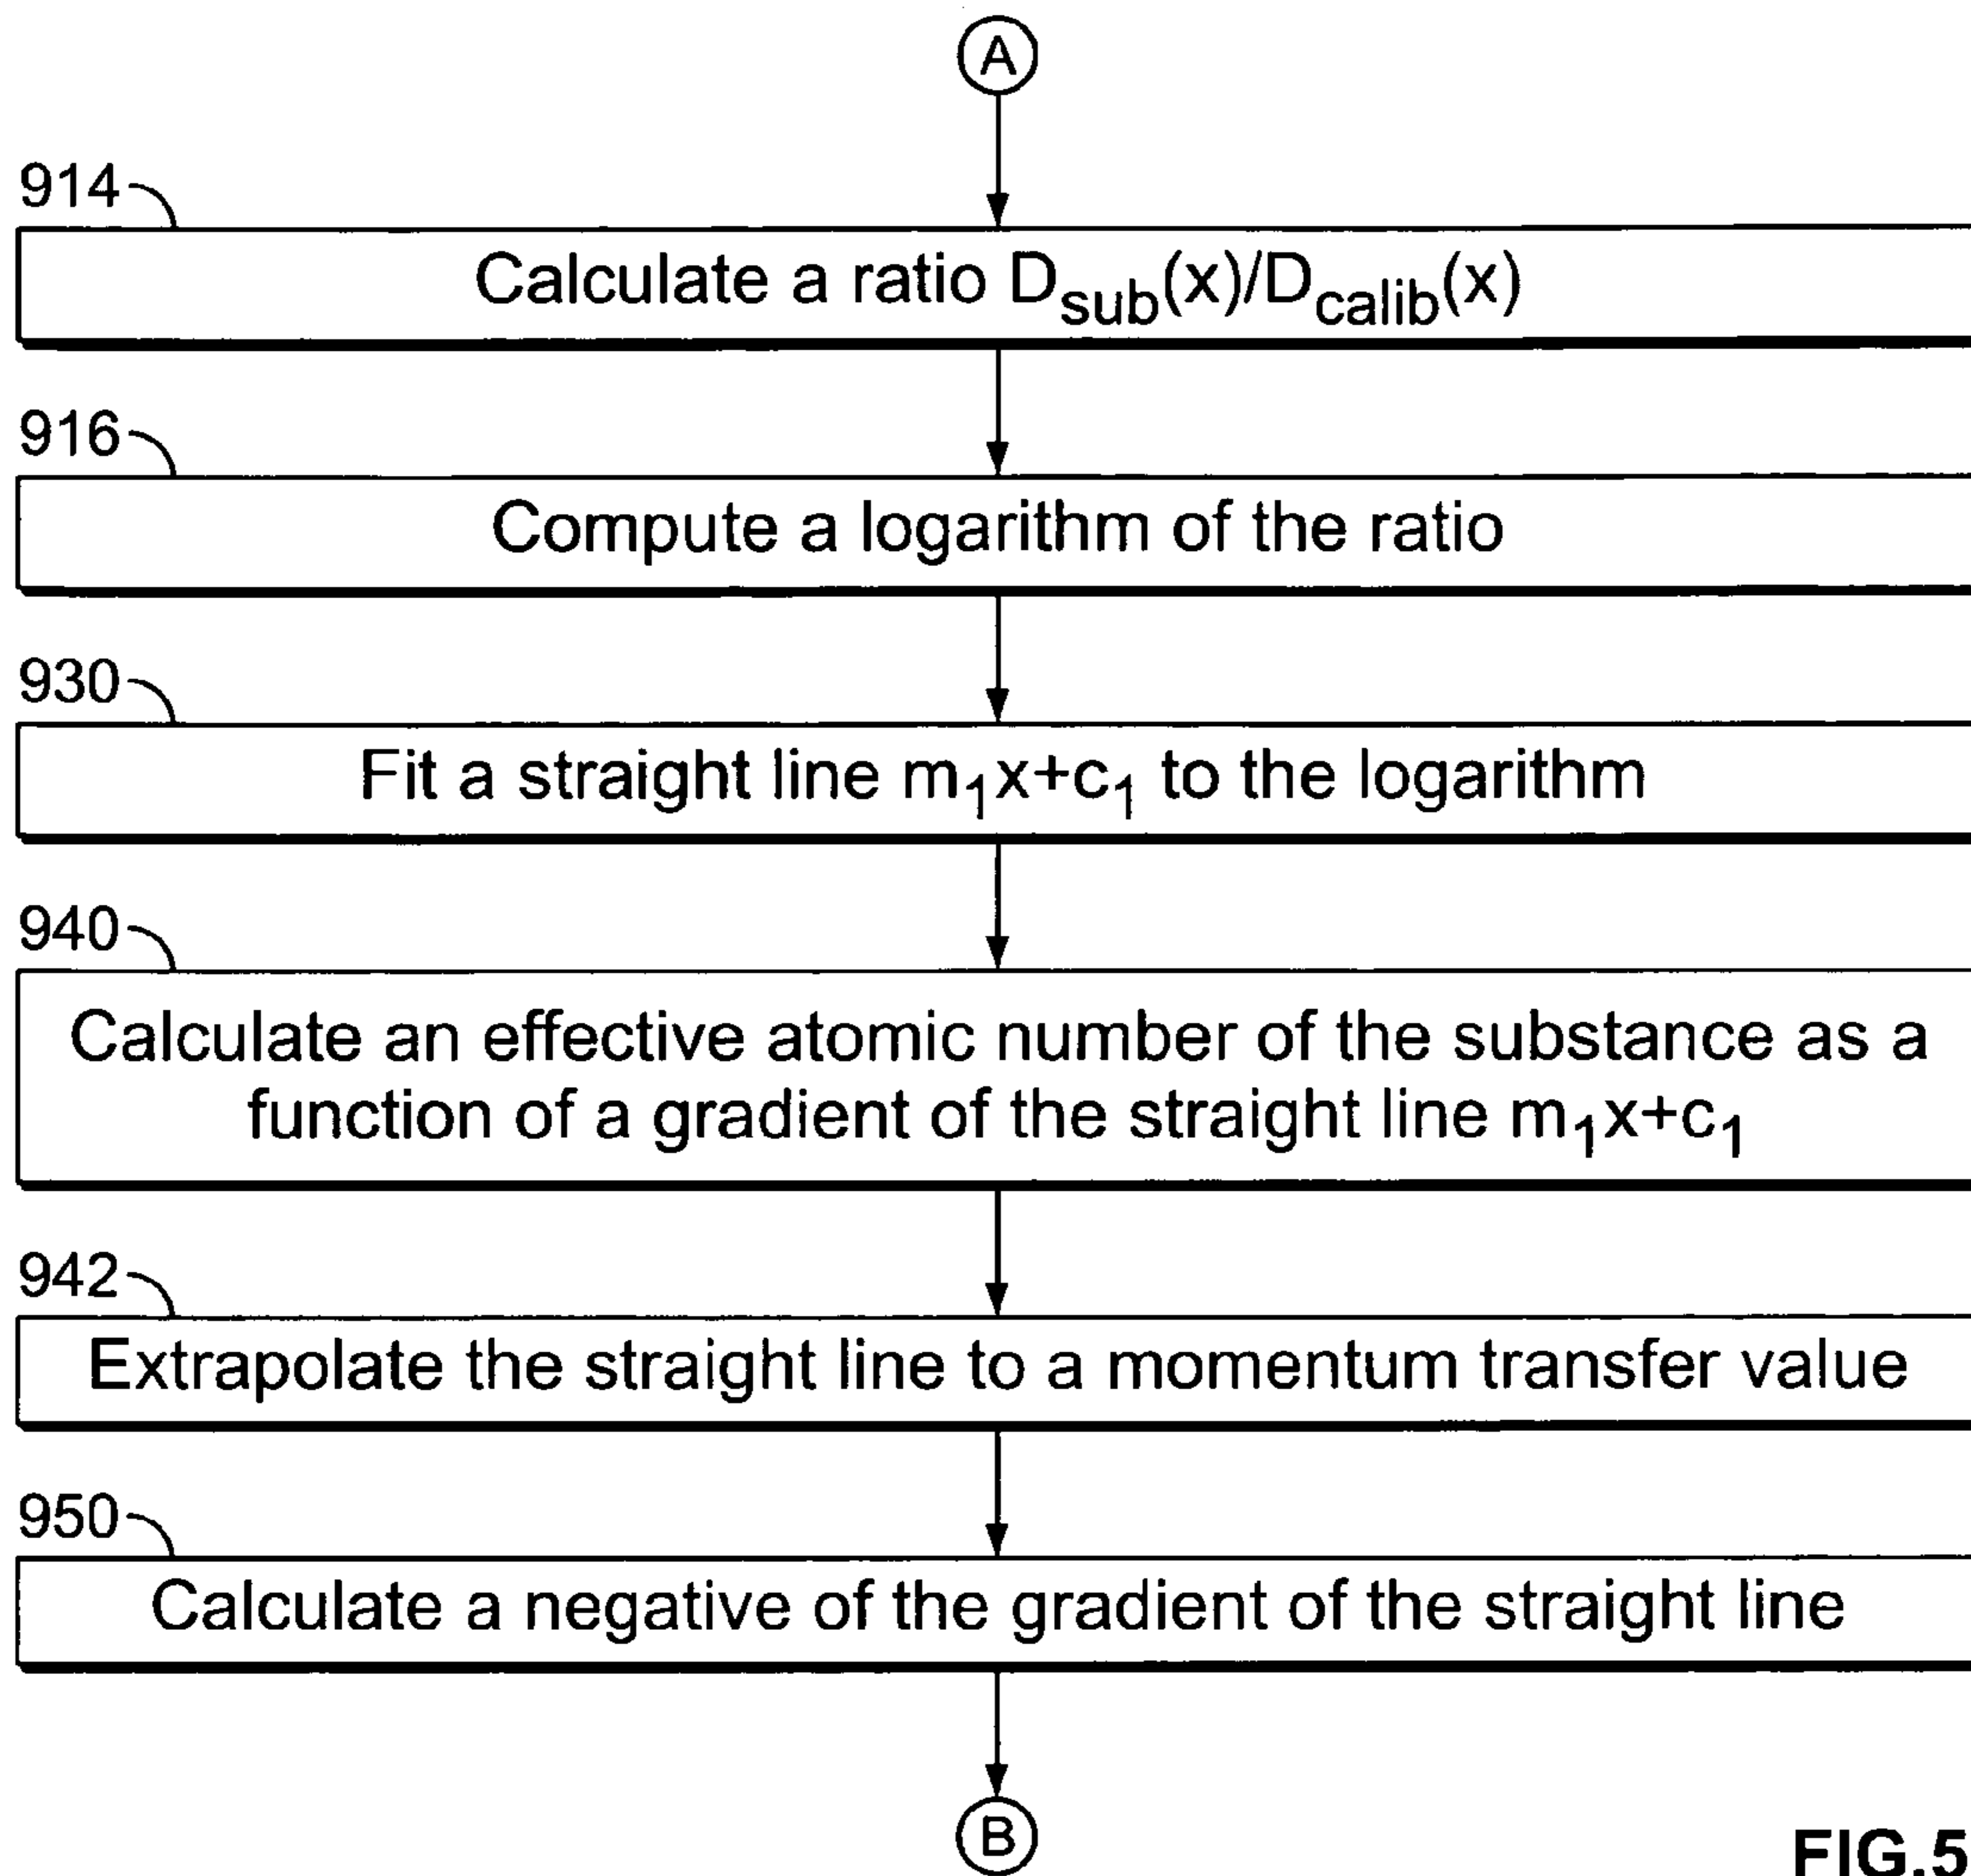 A
914
Calculate a ratio D_sub(x)/D_calib(x)
916
Compute a logarithm of the ratio
930
Fit a straight line m₁x+c₁ to the logarithm
940
Calculate an effective atomic number of the substance as a
function of a gradient of the straight line m₁x+c₁
942
Extrapolate the straight line to a momentum transfer value
950
Calculate a negative of the gradient of the straight line
B
FIG.5